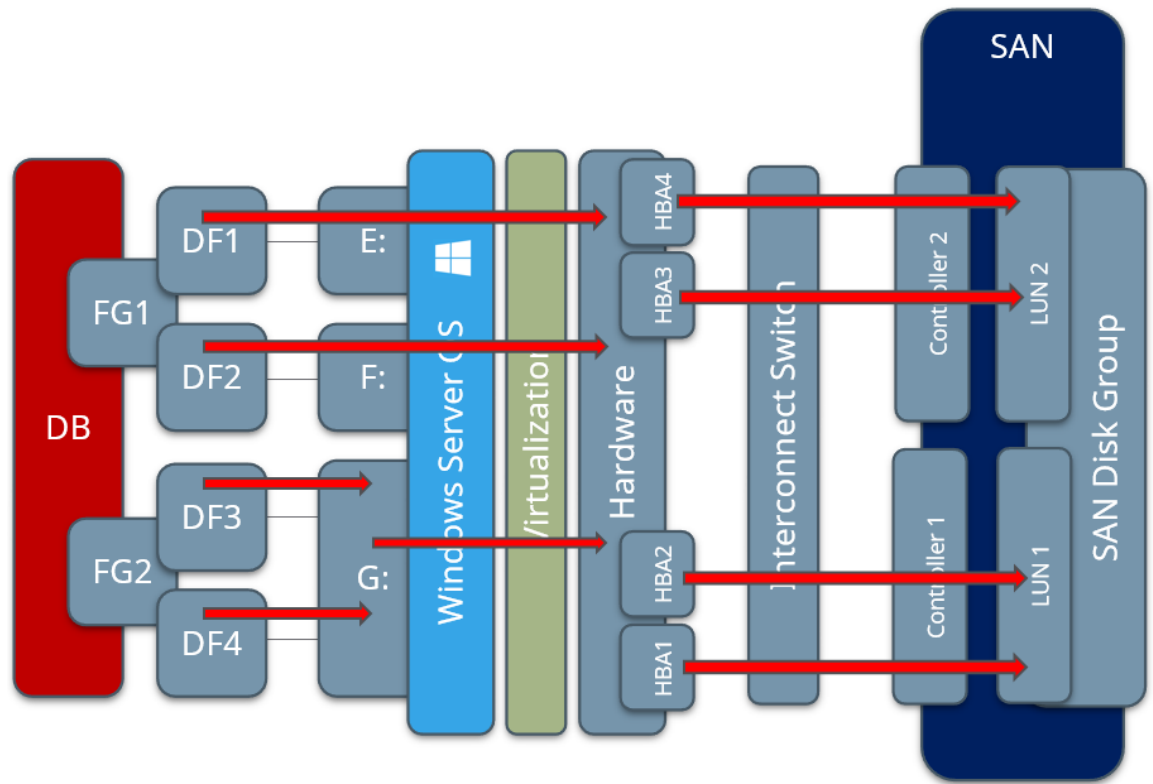 SAN
DB
FG1
FG2
DF1
DF2
DF3
DF4
E:
F:
G:
Windows Server OS
Virtualization
Hardware
HBA4
HBA3
HBA2
HBA1
Interconnect Switch
Controller 2
Controller 1
LUN 2
LUN 1
SAN Disk Group